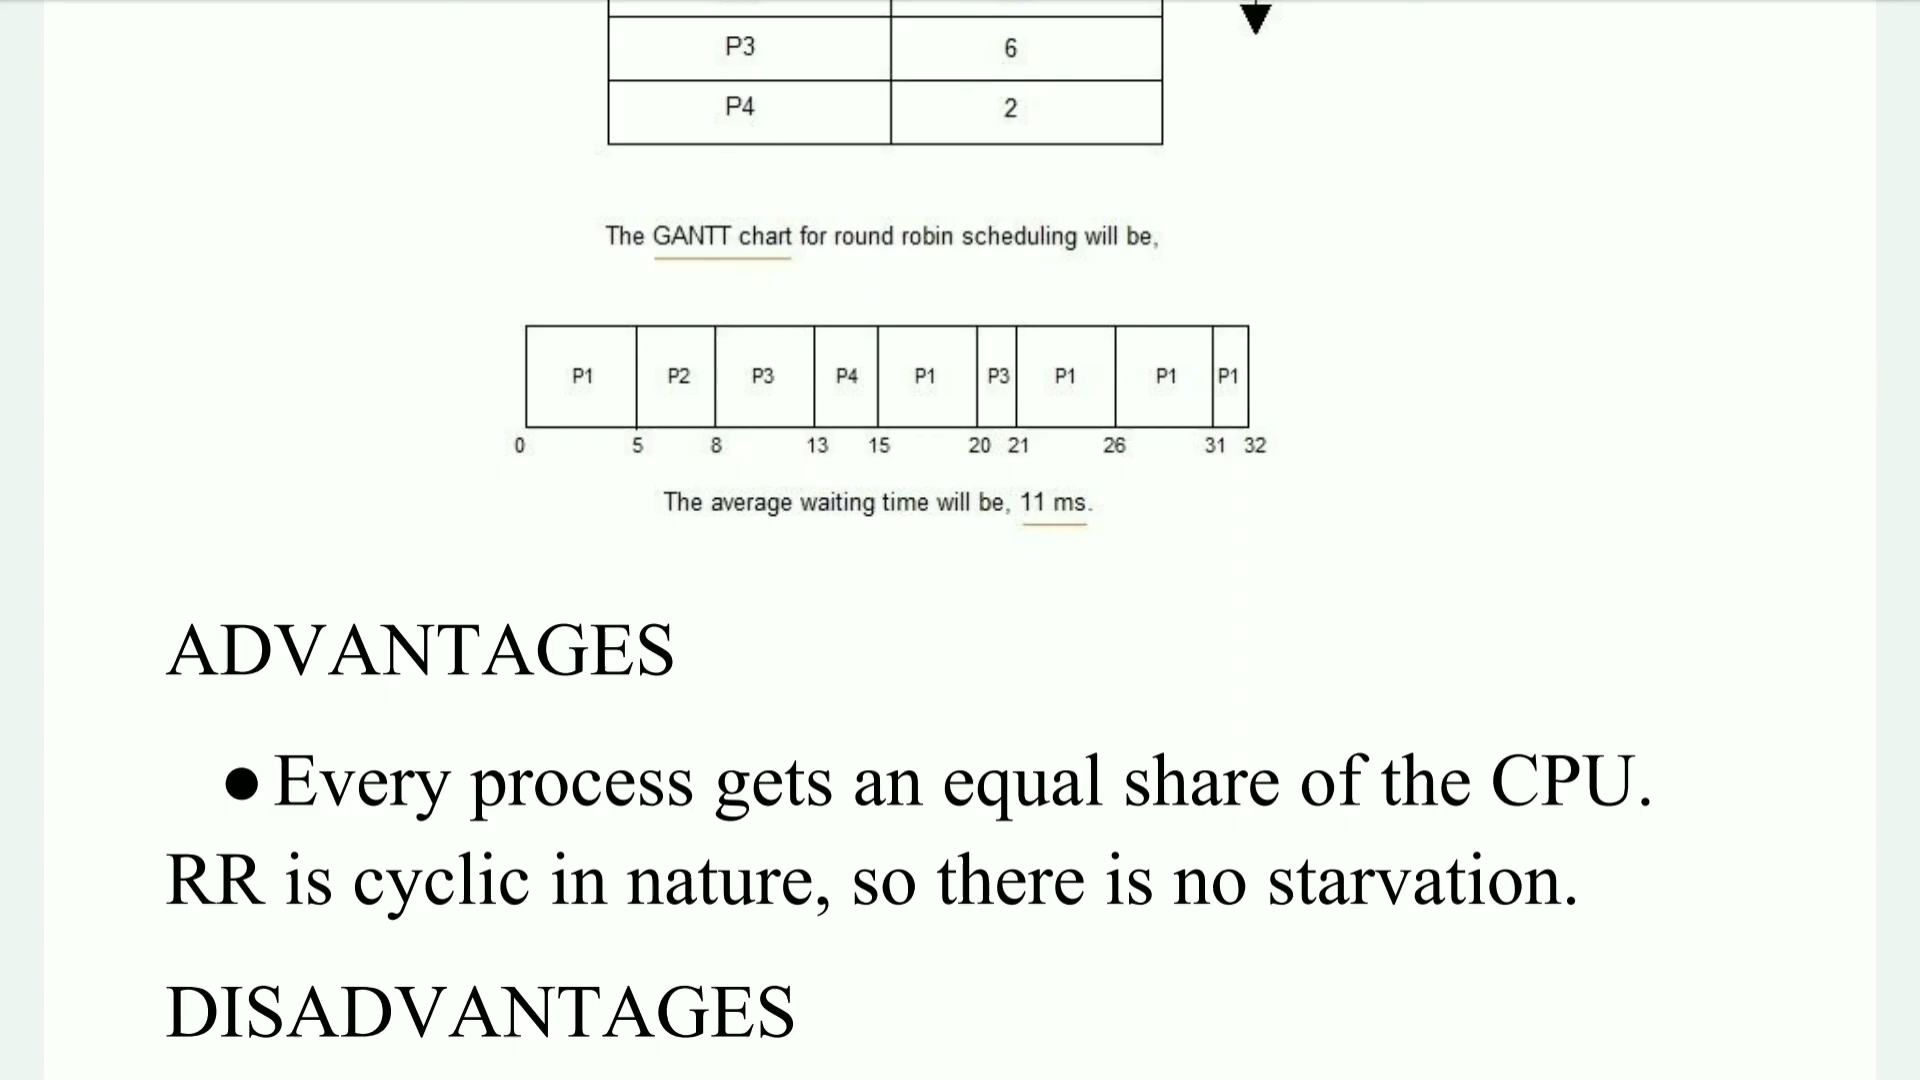 P3 6
P4 2
The GANTT chart for round robin scheduling will be,
P1 P2 P3 P4 P1 P3 P1 P1 P1
0 5 8 13 15 20 21 26 31 32
The average waiting time will be, 11 ms.
ADVANTAGES
● Every process gets an equal share of the CPU.
RR is cyclic in nature, so there is no starvation.
DISADVANTAGES